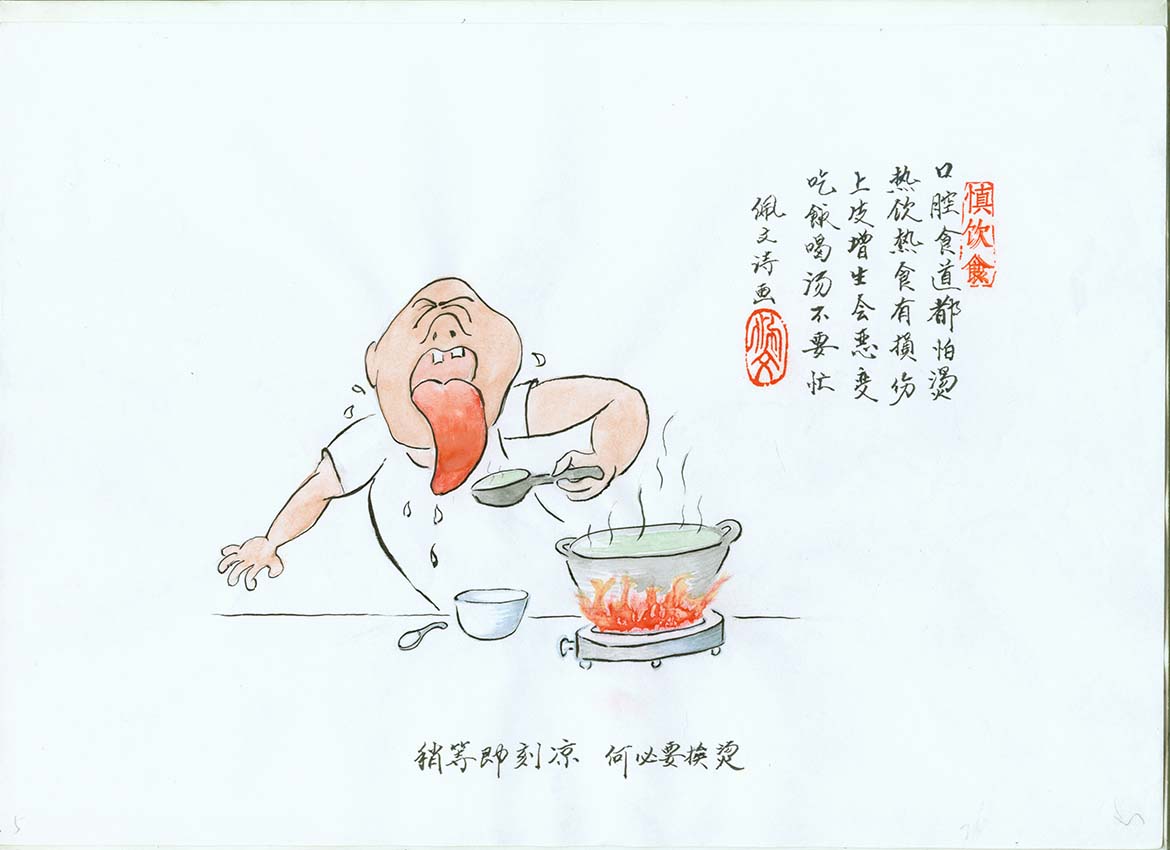 慎饮食
口腔食道都怕烫
热饮热食有损伤
上皮增生会恶变
吃饭喝汤不要忙
佩文诗画
稍等即刻凉 何必要挨烫